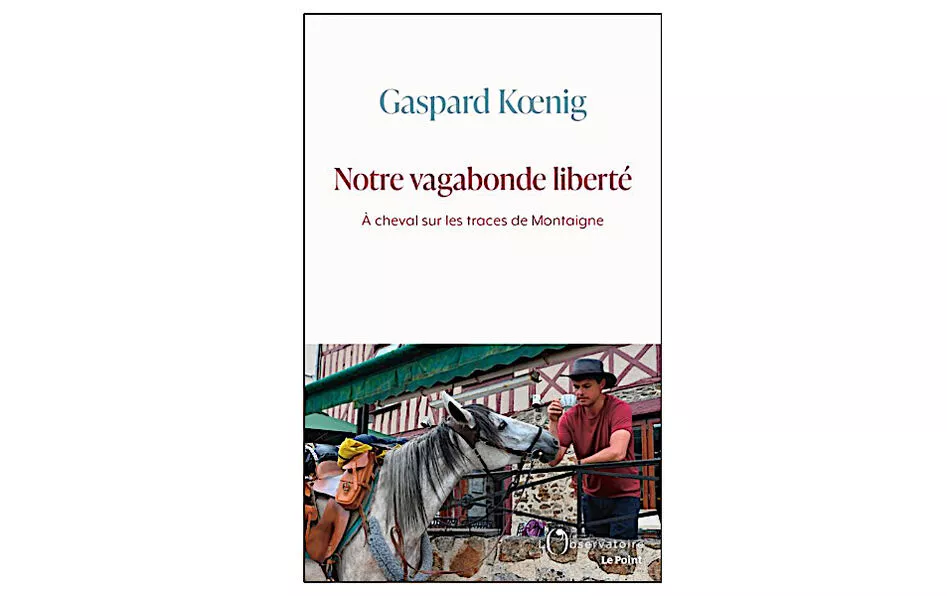 Gaspard Kœnig
Notre vagabonde liberté
À cheval sur les traces de Montaigne
L'Observatoire
Le Point